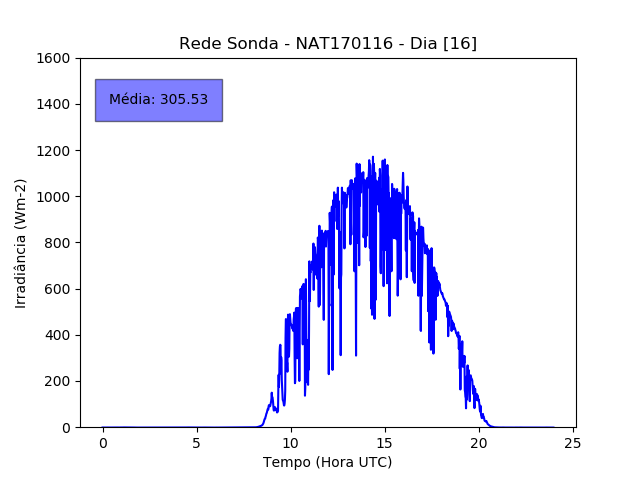 Rede Sonda - NAT170116 - Dia [16]
1600
1400
1200
1000
800
600
400
200
0
Média: 305.53
Irradiância (Wm-2)
0 5 10 15 20 25
Tempo (Hora UTC)